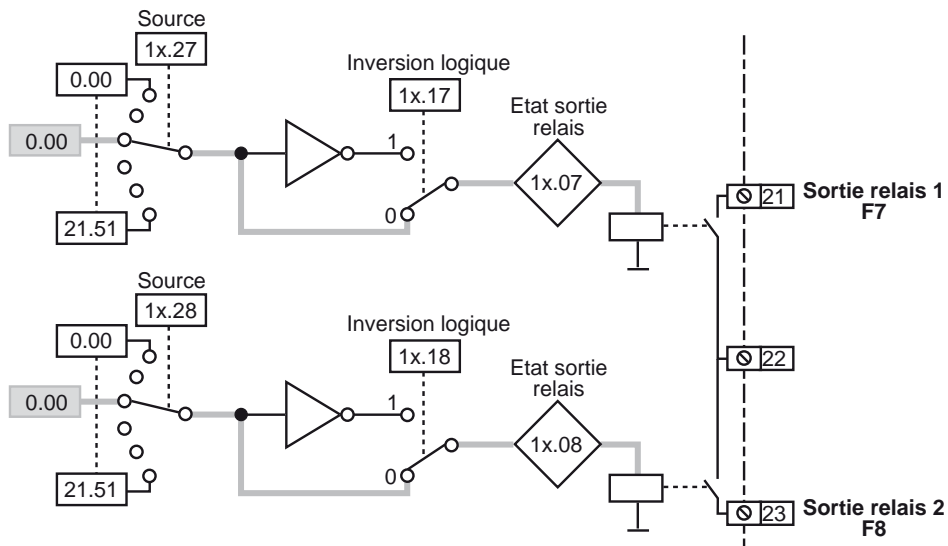 Source
1x.27
0.00
0.00
21.51
Inversion logique
1x.17
1
0
Etat sortie
relais
1x.07
21
Sortie relais 1
F7
Source
1x.28
0.00
0.00
21.51
Inversion logique
1x.18
1
0
Etat sortie
relais
1x.08
22
23
Sortie relais 2
F8